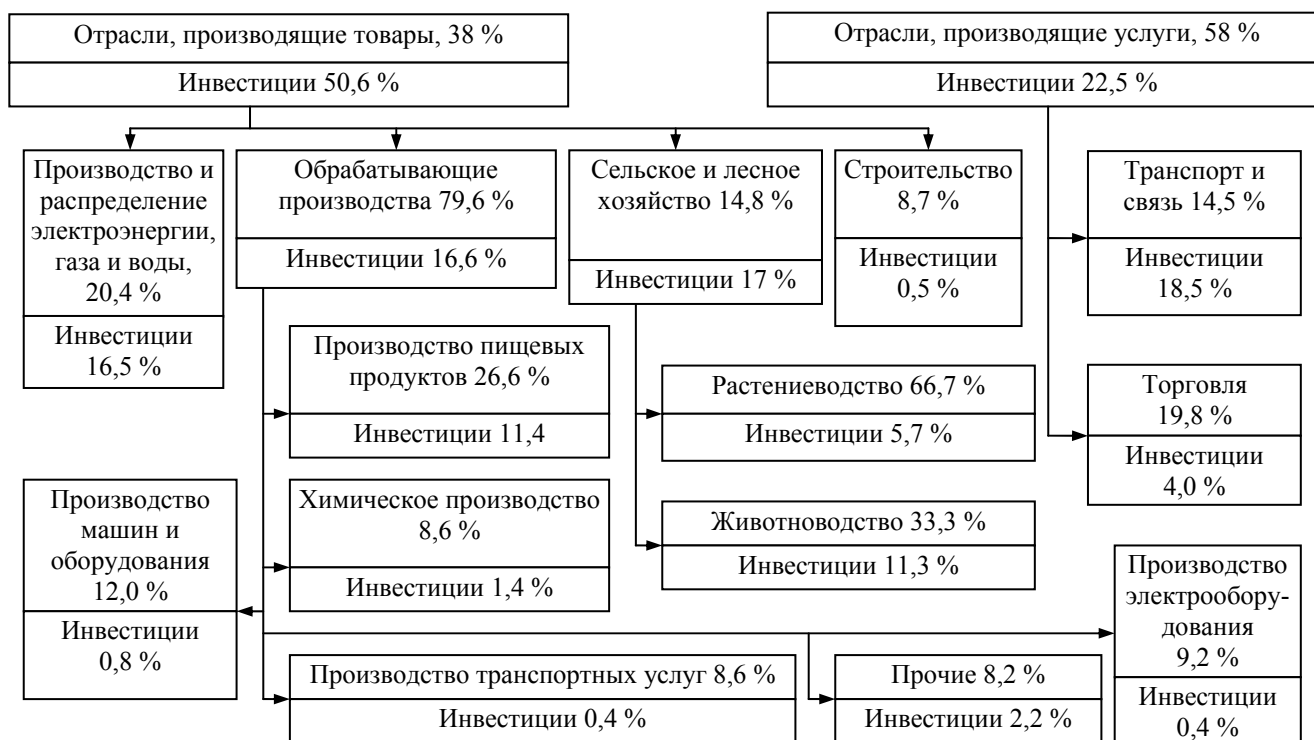 Отрасли, производящие товары, 38 %
Инвестиции 50,6 %
Отрасли, производящие услуги, 58 %
Инвестиции 22,5 %
Производство и
распределение
электроэнергии,
газа и воды,
20,4 %
Инвестиции
16,5 %
Обрабатывающие
производства 79,6 %
Инвестиции 16,6 %
Сельское и лесное
хозяйство 14,8 %
Инвестиции 17 %
Строительство
8,7 %
Инвестиции
0,5 %
Транспорт и
связь 14,5 %
Инвестиции
18,5 %
Производство пищевых
продуктов 26,6 %
Инвестиции 11,4
Растениеводство 66,7 %
Инвестиции 5,7 %
Торговля
19,8 %
Инвестиции
4,0 %
Производство
машин и
оборудования
12,0 %
Инвестиции
0,8 %
Химическое производство
8,6 %
Инвестиции 1,4 %
Животноводство 33,3 %
Инвестиции 11,3 %
Производство
электрообору-
дования
9,2 %
Инвестиции
0,4 %
Производство транспортных услуг 8,6 %
Инвестиции 0,4 %
Прочие 8,2 %
Инвестиции 2,2 %